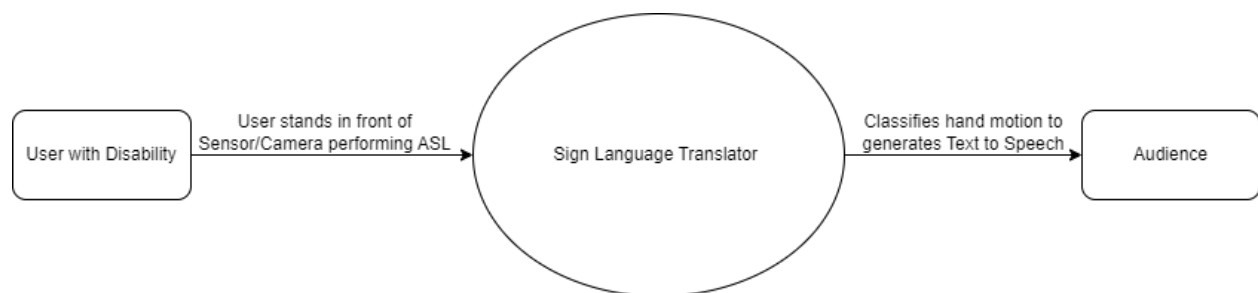 User with Disability
User stands in front of
Sensor/Camera performing ASL
Sign Language Translator
Classifies hand motion to
generates Text to Speech
Audience